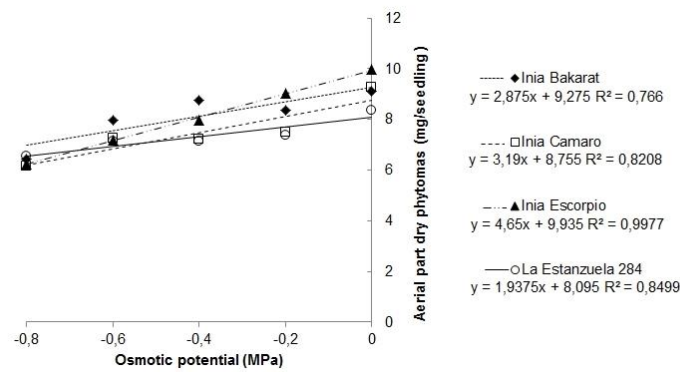 12
10
8
6
4
2
0
Aerial part dry phytomas (mg/seedling)
-0,8 -0,6 -0,4 -0,2 0
Osmotic potential (MPa)
Inia Bakarat
y = 2,875x + 9,275 R² = 0,766
Inia Camaro
y = 3,19x + 8,755 R² = 0,8208
Inia Escorpio
y = 4,65x + 9,935 R² = 0,9977
La Estanzuela 284
y = 1,9375x + 8,095 R² = 0,8499